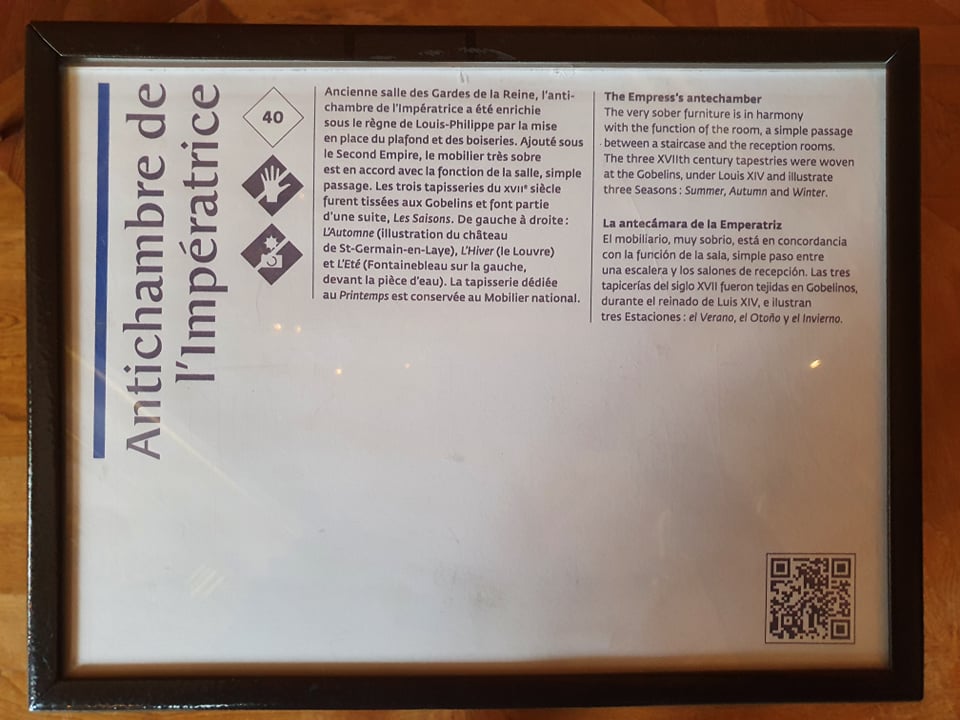 Antichambre de
l'Impératrice
40
Ancienne salle des Gardes de la Reine, l'anti-
chambre de l'Impératrice a été enrichie
sous le règne de Louis-Philippe par la mise
en place du plafond et des boiseries. Ajouté sous
le Second Empire, le mobilier très sobre
est en accord avec la fonction de la salle, simple
passage. Les trois tapisseries du XVIIe siècle
furent tissées aux Gobelins et font partie
d'une suite, Les Saisons. De gauche à droite :
L'Automne (illustration du château
de St-Germain-en-Laye), L'Hiver (le Louvre)
et L'Eté (Fontainebleau sur la gauche,
devant la pièce d'eau). La tapisserie dédiée
au Printemps est conservée au Mobilier national.
The Empress's antechamber
The very sober furniture is in harmony
with the function of the room, a simple passage
between a staircase and the reception rooms.
The three XVIIth century tapestries were woven
at the Gobelins, under Louis XIV and illustrate
three Seasons : Summer, Autumn and Winter.
La antecámara de la Emperatriz
El mobiliario, muy sobrio, está en concordancia
con la función de la sala, simple paso entre
una escalera y los salones de recepción. Las tres
tapicerías del siglo XVII fueron tejidas en Gobelinos,
durante el reinado de Luis XIV, e ilustran
tres Estaciones : el Verano, el Otoño y el Invierno.